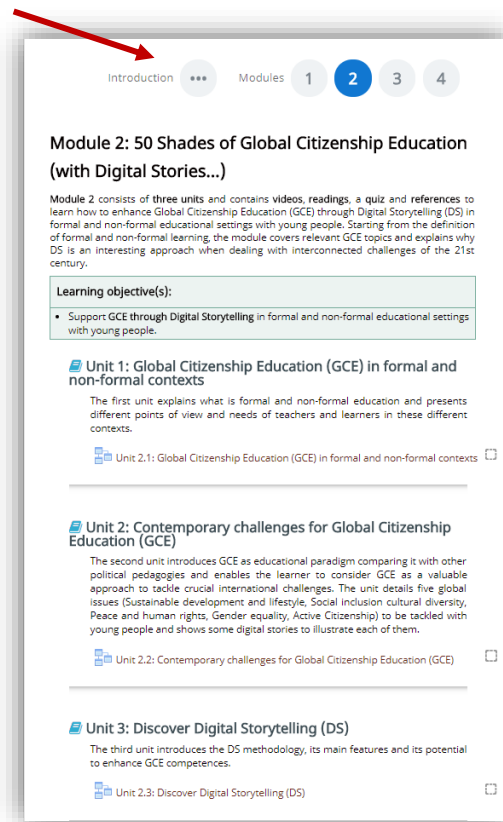 Introduction ••• Modules 1 2 3 4
Module 2: 50 Shades of Global Citizenship Education
(with Digital Stories...)
Module 2 consists of three units and contains videos, readings, a quiz and references to
learn how to enhance Global Citizenship Education (GCE) through Digital Storytelling (DS) in
formal and non-formal educational settings with young people. Starting from the definition
of formal and non-formal learning, the module covers relevant GCE topics and explains why
DS is an interesting approach when dealing with interconnected challenges of the 21st
century.
Learning objective(s):
• Support GCE through Digital Storytelling in formal and non-formal educational settings
with young people.
Unit 1: Global Citizenship Education (GCE) in formal and
non-formal contexts
The first unit explains what is formal and non-formal education and presents
different points of view and needs of teachers and learners in these different
contexts.
Unit 2.1: Global Citizenship Education (GCE) in formal and non-formal contexts
Unit 2: Contemporary challenges for Global Citizenship
Education (GCE)
The second unit introduces GCE as educational paradigm comparing it with other
political pedagogies and enables the learner to consider GCE as a valuable
approach to tackle crucial international challenges. The unit details five global
issues (Sustainable development and lifestyle, Social inclusion cultural diversity,
Peace and human rights, Gender equality, Active Citizenship) to be tackled with
young people and shows some digital stories to illustrate each of them.
Unit 2.2: Contemporary challenges for Global Citizenship Education (GCE)
Unit 3: Discover Digital Storytelling (DS)
The third unit introduces the DS methodology, its main features and its potential
to enhance GCE competences.
Unit 2.3: Discover Digital Storytelling (DS)